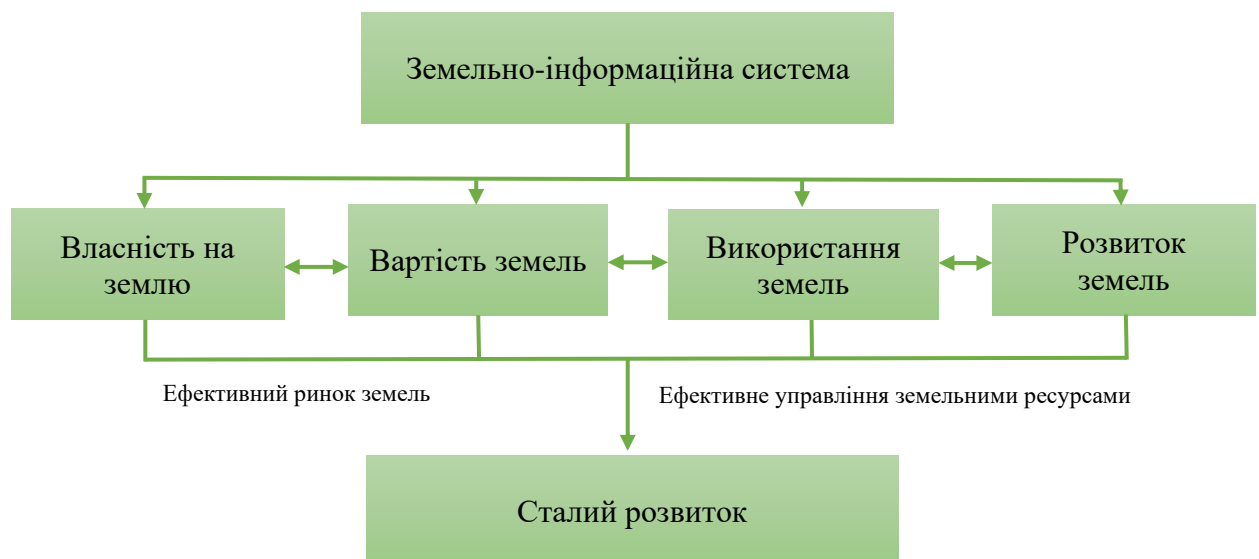 Земельно-інформаційна система
Власність на
землю
Вартість земель
Використання
земель
Розвиток
земель
Ефективний ринок земель
Ефективне управління земельними ресурсами
Сталий розвиток